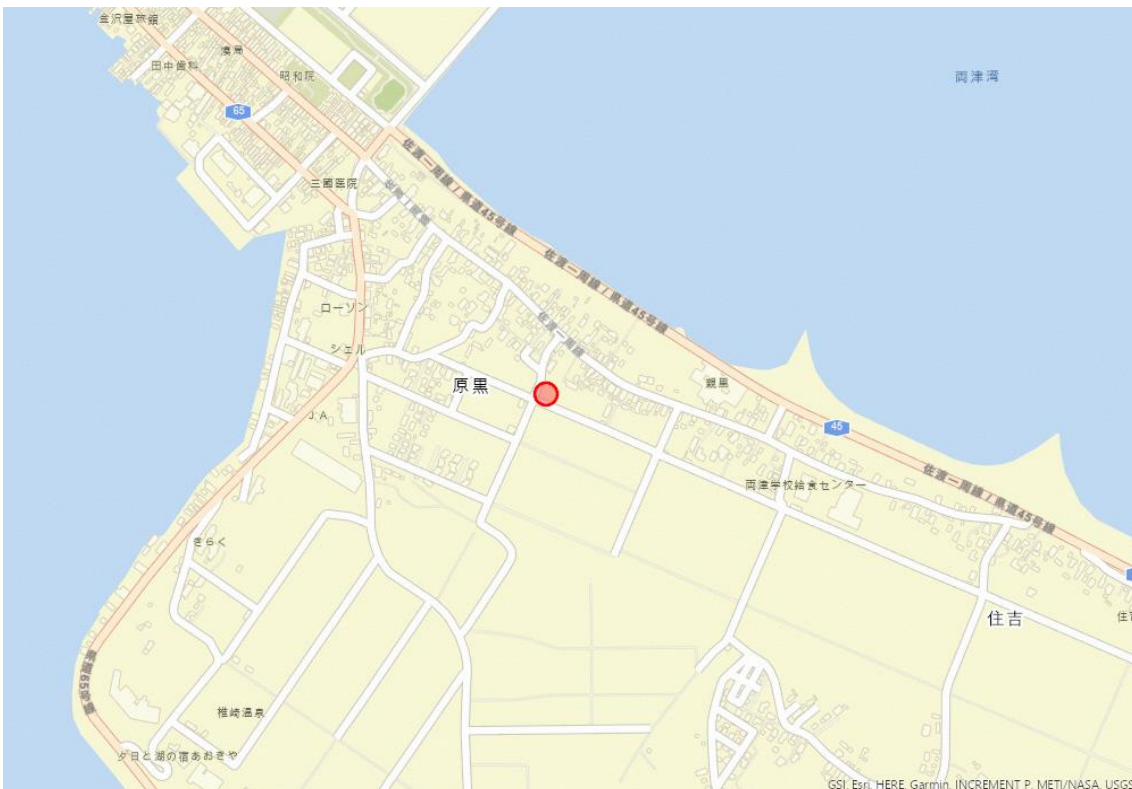 金沢屋旅館
湊局
田中歯科
昭和院
65
両津湾
三國医院
佐渡一周線 / 県道45号線
佐渡一周線 / 県道45号線
佐渡一周線
ローソン
シェル
原黒
JA
45
両津学校給食センター
佐渡一周線 / 県道45号線
きらく
住吉
椎崎温泉
夕日と湖の宿あおきや
GSI, Esri, HERE, Garmin, INCREMENT P, METI/NASA, USGS